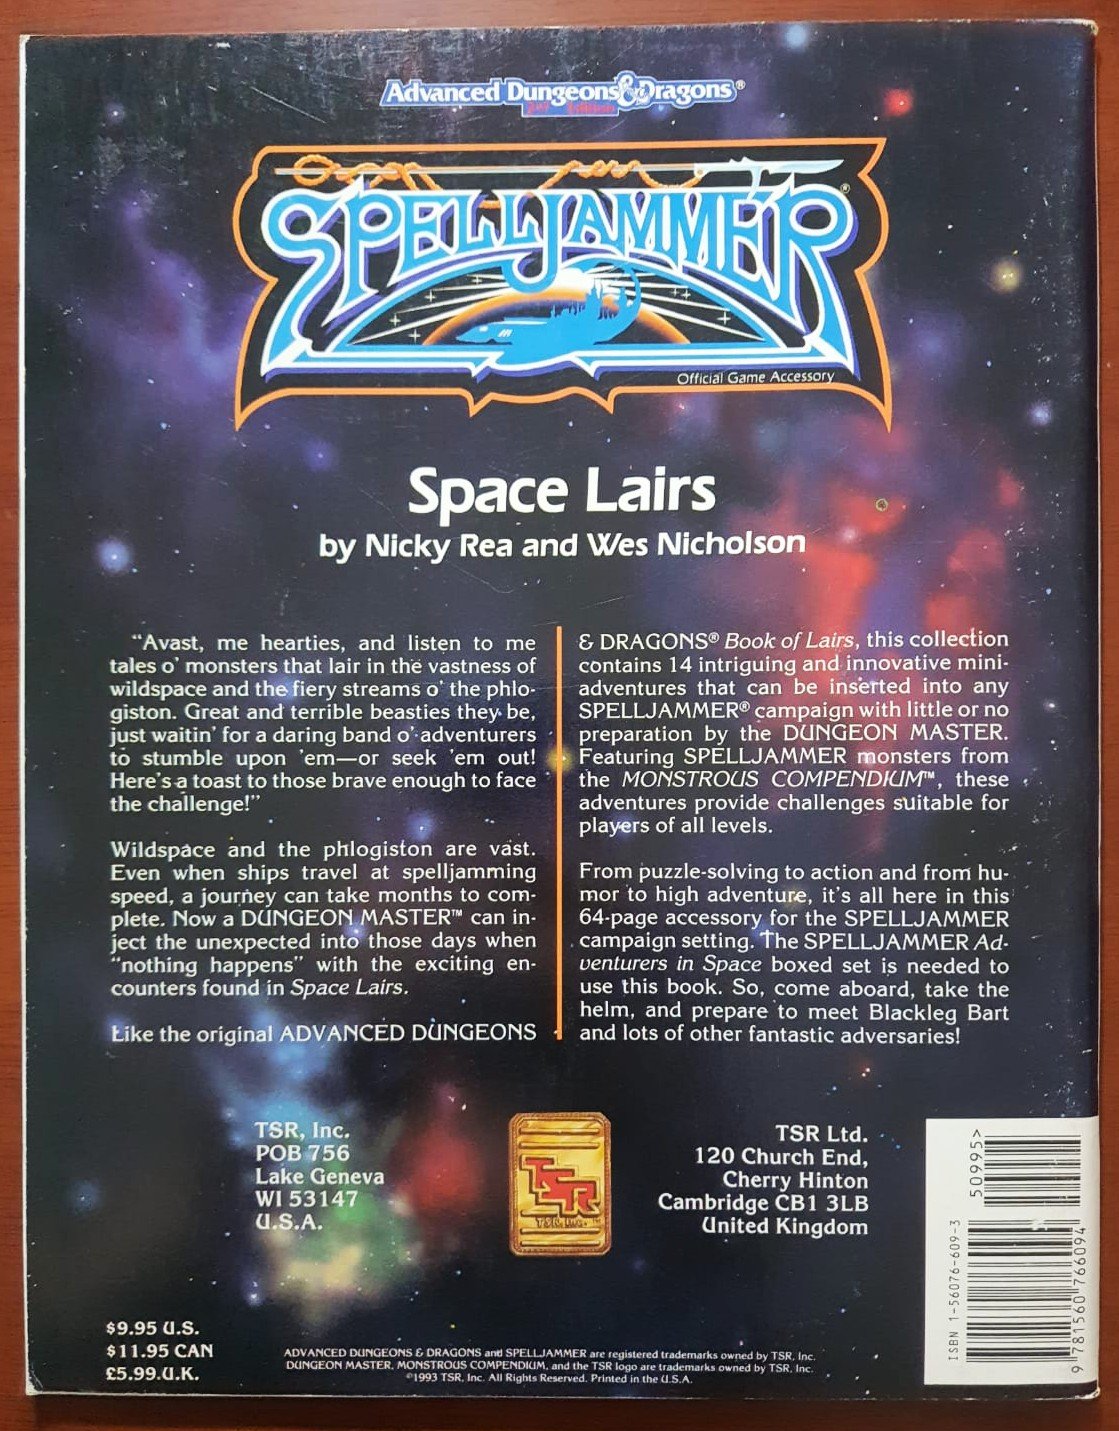 Advanced Dungeons & Dragons®
2nd Edition
SPELLJAMMER®
Official Game Accessory
Space Lairs
by Nicky Rea and Wes Nicholson
“Avast, me hearties, and listen to me
tales o’ monsters that lair in the vastness of
wildspace and the fiery streams o’ the phlo-
giston. Great and terrible beasties they be,
just waitin’ for a daring band o’ adventurers
to stumble upon ’em—or seek ’em out!
Here’s a toast to those brave enough to face
the challenge!”
Wildspace and the phlogiston are vast.
Even when ships travel at spelljamming
speed, a journey can take months to com-
plete. Now a DUNGEON MASTER™ can in-
ject the unexpected into those days when
“nothing happens” with the exciting en-
counters found in Space Lairs.
Like the original ADVANCED DUNGEONS
& DRAGONS® Book of Lairs, this collection
contains 14 intriguing and innovative mini-
adventures that can be inserted into any
SPELLJAMMER® campaign with little or no
preparation by the DUNGEON MASTER.
Featuring SPELLJAMMER monsters from
the MONSTROUS COMPENDIUM™, these
adventures provide challenges suitable for
players of all levels.
From puzzle-solving to action and from hu-
mor to high adventure, it’s all here in this
64-page accessory for the SPELLJAMMER
campaign setting. The SPELLJAMMER Ad-
venturers in Space boxed set is needed to
use this book. So, come aboard, take the
helm, and prepare to meet Blackleg Bart
and lots of other fantastic adversaries!
TSR, Inc.
POB 756
Lake Geneva
WI 53147
U.S.A.
TSR
TSR, Inc.™
TSR Ltd.
120 Church End,
Cherry Hinton
Cambridge CB1 3LB
United Kingdom
50995>
ISBN 1-56076-609-3
9 781560 766094
$9.95 U.S.
$11.95 CAN
£5.99.U.K.
ADVANCED DUNGEONS & DRAGONS and SPELLJAMMER are registered trademarks owned by TSR, Inc.
DUNGEON MASTER, MONSTROUS COMPENDIUM, and the TSR logo are trademarks owned by TSR, Inc.
©1993 TSR, Inc. All Rights Reserved. Printed in the U.S.A.